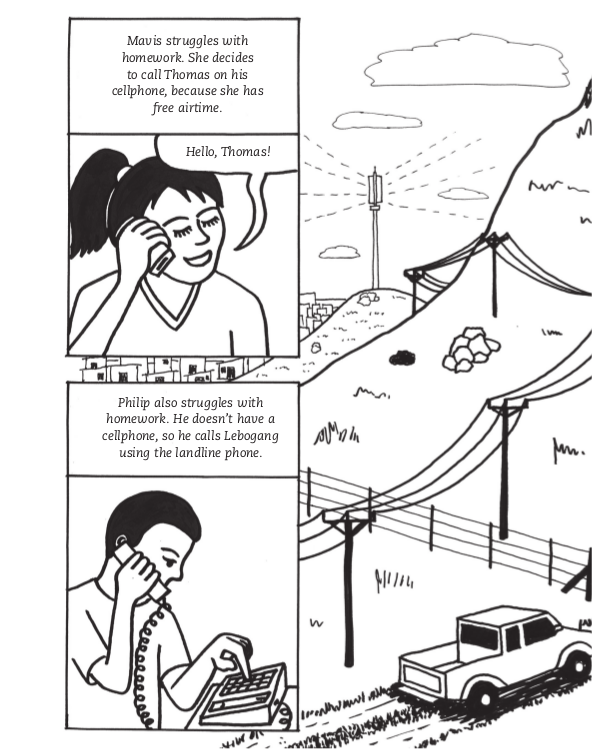 Mavis struggles with
homework. She decides
to call Thomas on his
cellphone, because she has
free airtime.
Hello, Thomas!
Philip also struggles with
homework. He doesn't have a
cellphone, so he calls Lebogang
using the landline phone.